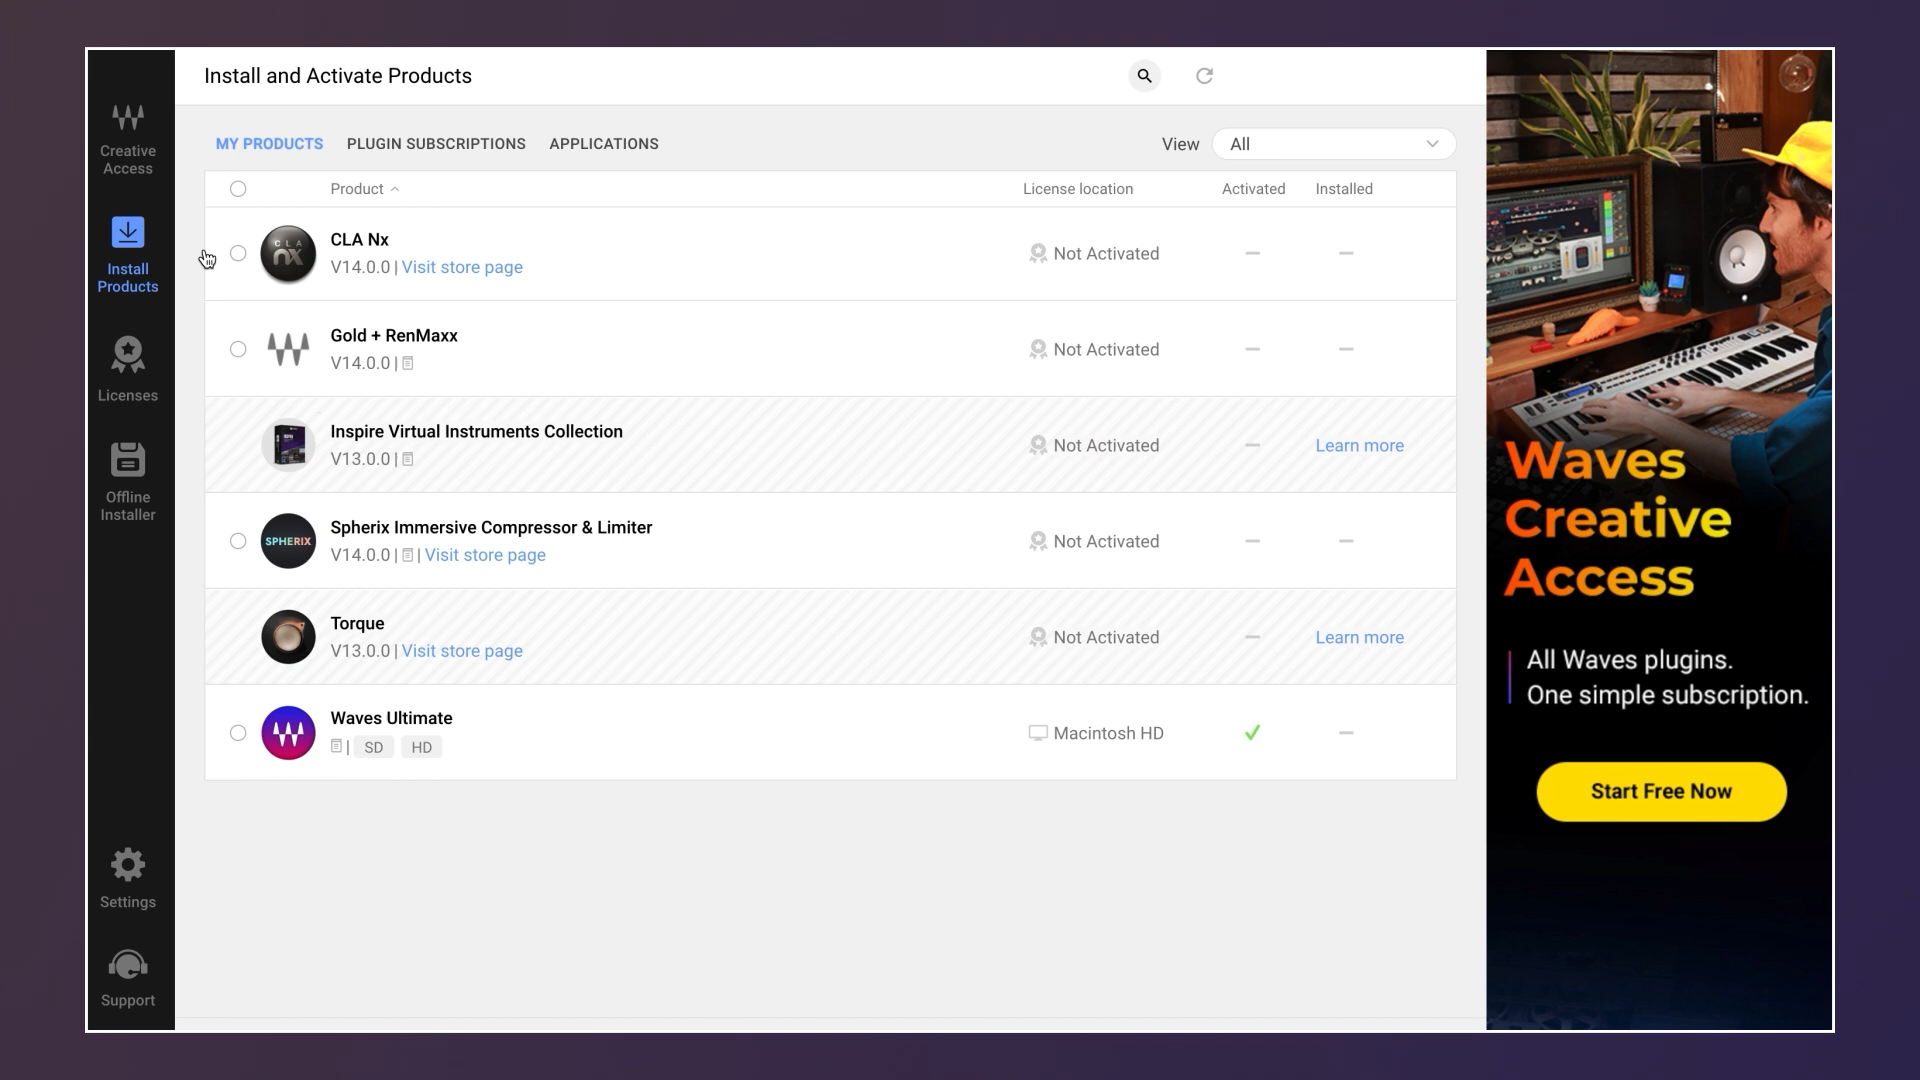 Install and Activate Products
Creative
Access
Install
Products
Licenses
Offline
Installer
Settings
Support
MY PRODUCTS PLUGIN SUBSCRIPTIONS APPLICATIONS View All
Product License location Activated Installed
CLA Nx
V14.0.0 | Visit store page
Not Activated
CLA
nx
Gold + RenMaxx
V14.0.0 |
Not Activated
Inspire Virtual Instruments Collection
V13.0.0 |
Not Activated Learn more
Spherix Immersive Compressor & Limiter
V14.0.0 | | Visit store page
Not Activated
SPHERIX
Torque
V13.0.0 | Visit store page
Not Activated Learn more
Waves Ultimate
| SD HD
Macintosh HD
Waves
Creative
Access
All Waves plugins.
One simple subscription.
Start Free Now